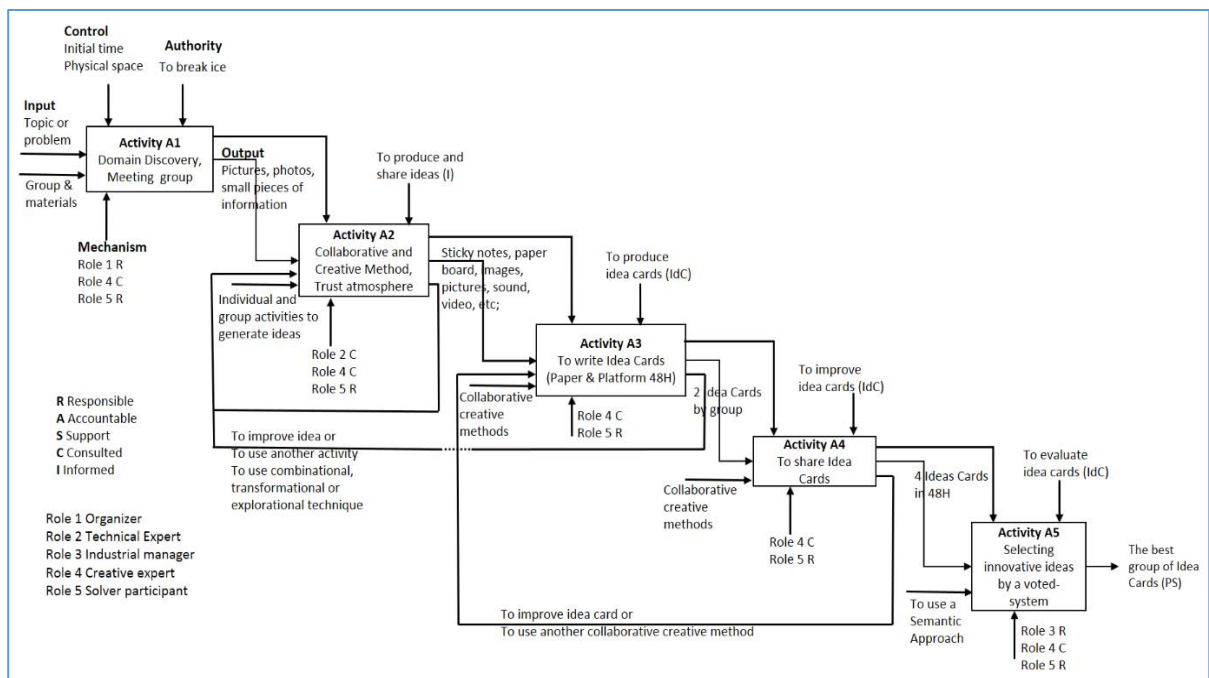 Control
Initial time
Physical space
Authority
To break ice
Input
Topic or
problem
Group &
materials
Activity A1
Domain Discovery,
Meeting group
Mechanism
Role 1 R
Role 4 C
Role 5 R
Output
Pictures, photos,
small pieces of
information
To produce and
share ideas (I)
Activity A2
Collaborative and
Creative Method,
Trust atmosphere
Individual and
group activities to
generate ideas
Role 2 C
Role 4 C
Role 5 R
Sticky notes, paper
board, images,
pictures, sound,
video, etc;
To produce
idea cards (IdC)
Activity A3
To write Idea Cards
(Paper & Platform 48H)
Collaborative
creative
methods
Role 4 C
Role 5 R
2 Idea Cards
by group
To improve
idea cards (IdC)
Activity A4
To share Idea
Cards
Collaborative
creative
methods
Role 4 C
Role 5 R
4 Ideas Cards
in 48H
To evaluate
idea cards (IdC)
Activity A5
Selecting
innovative ideas
by a voted-
system
To use a
Semantic
Approach
Role 3 R
Role 4 C
Role 5 R
The best
group of Idea
Cards (PS)
To improve idea or
To use another activity
To use combinational,
transformational or
explorational technique
To improve idea card or
To use another collaborative creative method
R Responsible
A Accountable
S Support
C Consulted
I Informed
Role 1 Organizer
Role 2 Technical Expert
Role 3 Industrial manager
Role 4 Creative expert
Role 5 Solver participant